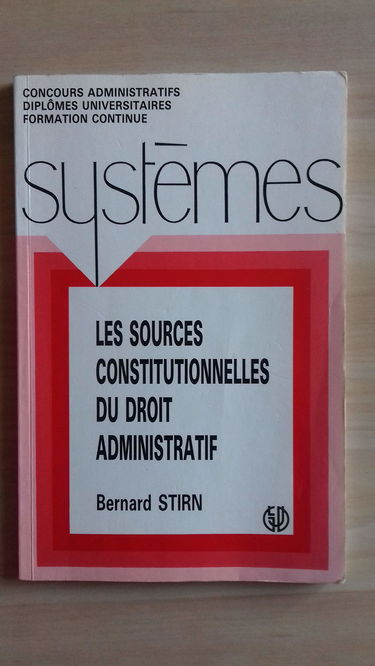 CONCOURS ADMINISTRATIFS
DIPLÔMES UNIVERSITAIRES
FORMATION CONTINUE
systèmes
LES SOURCES
CONSTITUTIONNELLES
DU DROIT
ADMINISTRATIF
Bernard STIRN